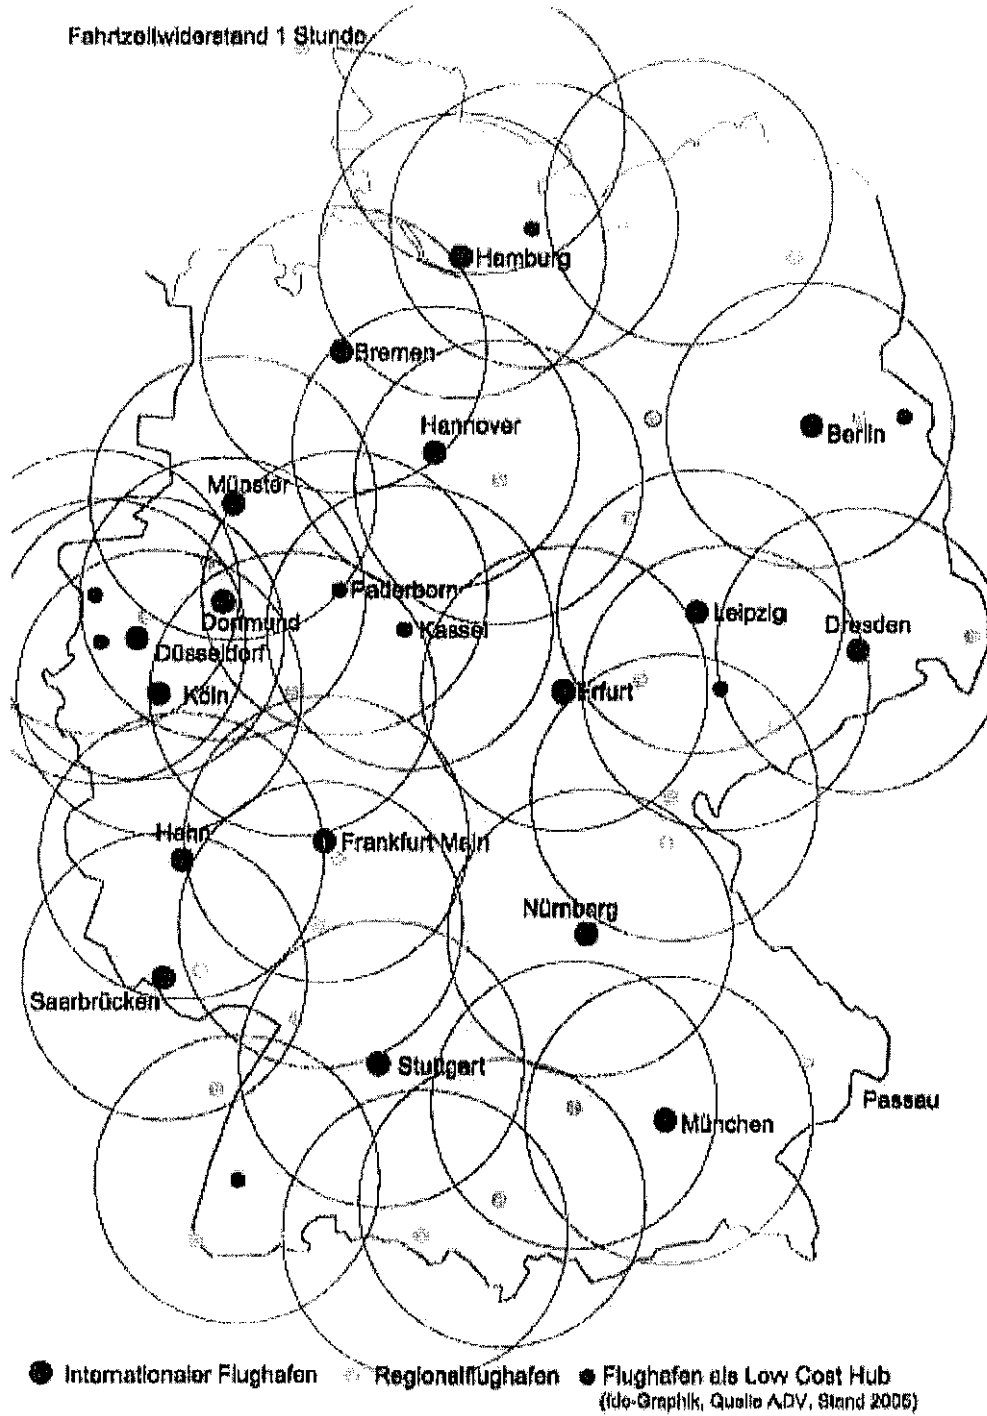 Fahrtzeitwiderstand 1 Stunde
Hamburg
Bremen
Hannover
Berlin
Münster
Paderborn
Dortmund
Kassel
Leipzig
Dresden
Düsseldorf
Köln
Erfurt
Hahn
Frankfurt Main
Nürnberg
Saarbrücken
Stuttgart
Passau
München
Internationaler Flughafen
Regionalflughafen
Flughafen als Low Cost Hub
(ido-Graphik, Quelle ADV, Stand 2005)